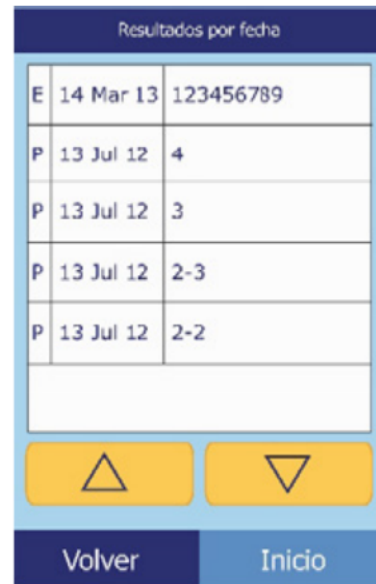 Resultados por fecha
E 14 Mar 13 123456789
P 13 Jul 12 4
P 13 Jul 12 3
P 13 Jul 12 2-3
P 13 Jul 12 2-2
Volver Inicio